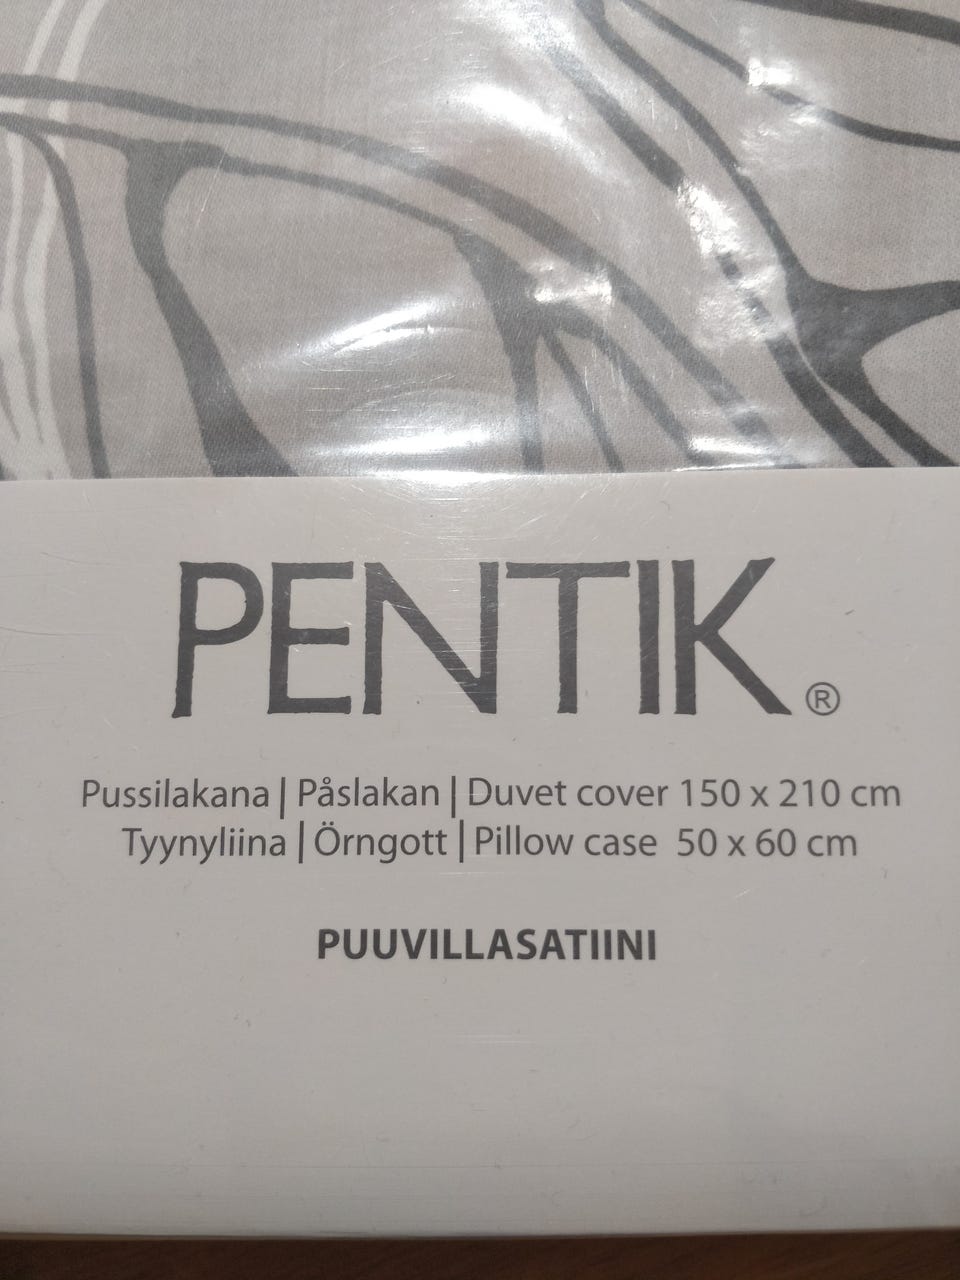 PENTIK®
Pussilakana | Påslakan | Duvet cover 150 x 210 cm
Tyynyliina | Örngott | Pillow case 50 x 60 cm
PUUVILLASATIINI